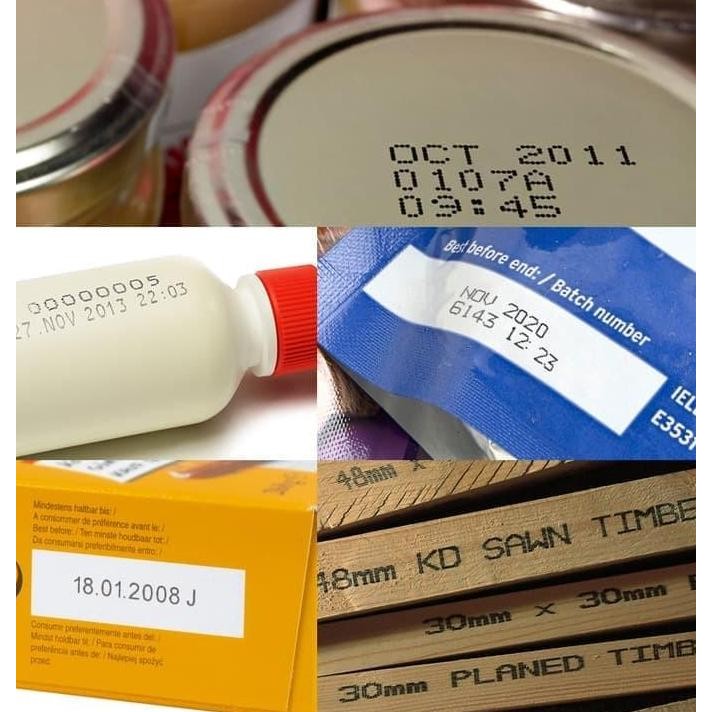 OCT 2011
0107A
09:45
00000005
27 NOV 2013 22:03
Best before end: / Batch number
NOV 2020
6143 12:23
IEL
E3531
Mindestens haltbar bis: /
A consommer de préférence avant le: /
Best before: / Ten minste houdbaar tot: /
Da consumarsi preferibilmente entro: /
18.01.2008 J
Consumir preferentemente antes del: /
Mindst holdbar til: / Para consumir de
preferência antes de: / Najlepiej spożyć
przed:
48mm x
48mm KD SAWN TIMBE
30mm x 30mm
30mm PLANED TIMB